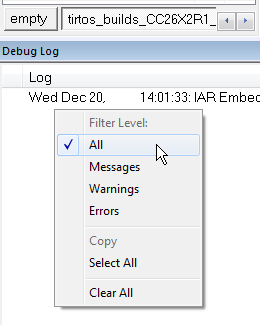 empty tirtos_builds_CC26X2R1_
Debug Log
Log
Wed Dec 20, 14:01:33: IAR Embed
Filter Level:
All
Messages
Warnings
Errors
Copy
Select All
Clear All